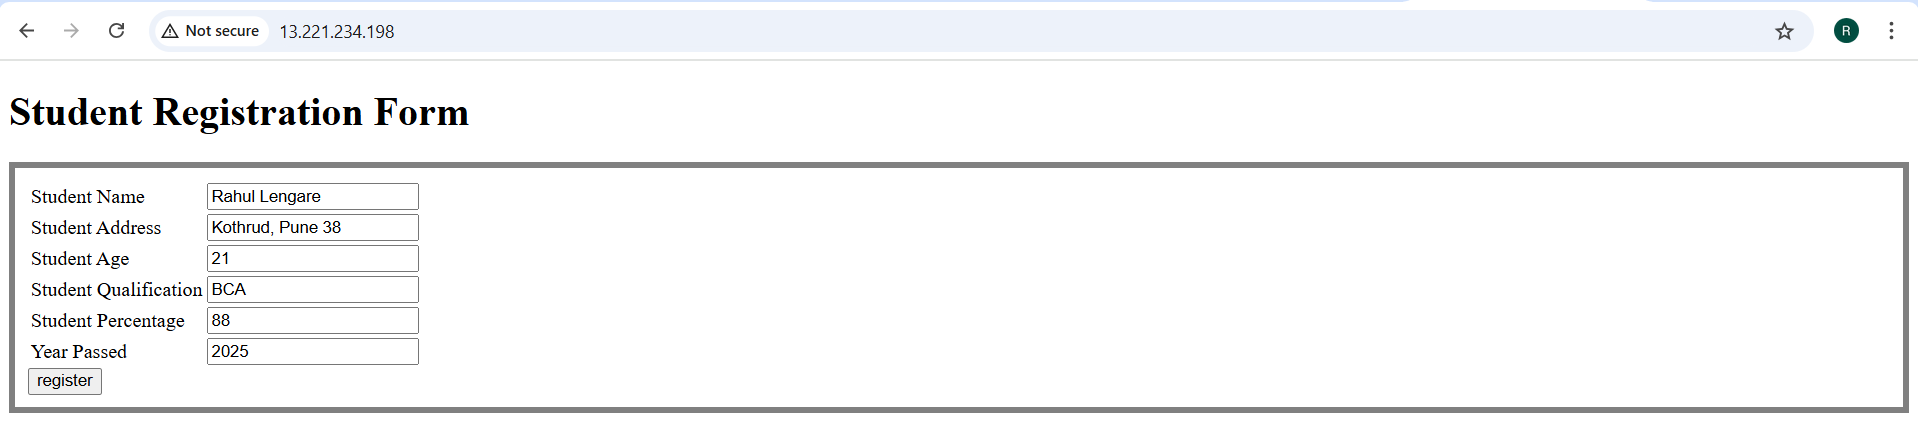 Not secure 13.221.234.198
R
Student Registration Form
Student Name Rahul Lengare
Student Address Kothrud, Pune 38
Student Age 21
Student Qualification BCA
Student Percentage 88
Year Passed 2025
register